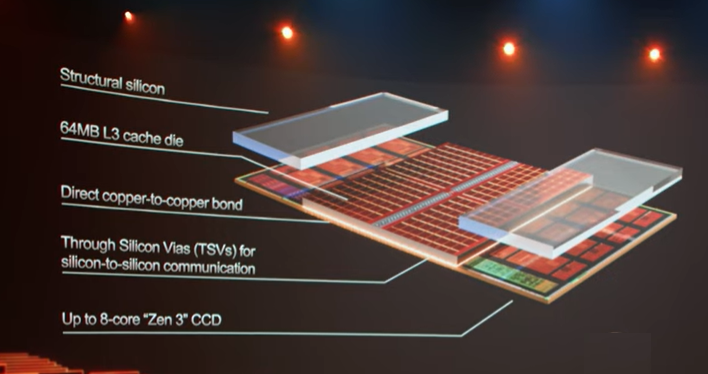 Structural silicon
64MB L3 cache die
Direct copper-to-copper bond
Through Silicon Vias (TSVs) for
silicon-to-silicon communication
Up to 8-core “Zen 3” CCD